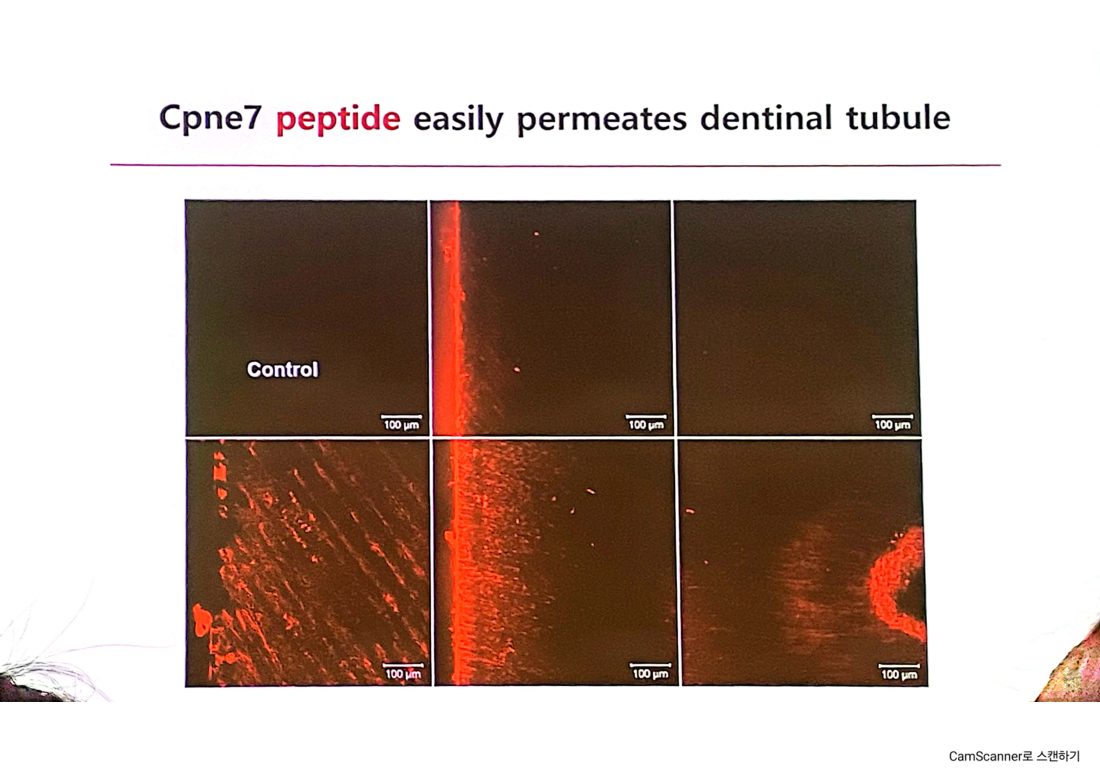 Cpne7 peptide easily permeates dentinal tubule
Control
100 µm
100 µm
100 µm
100 µm
100 µm
100 µm
CamScanner로 스캔하기